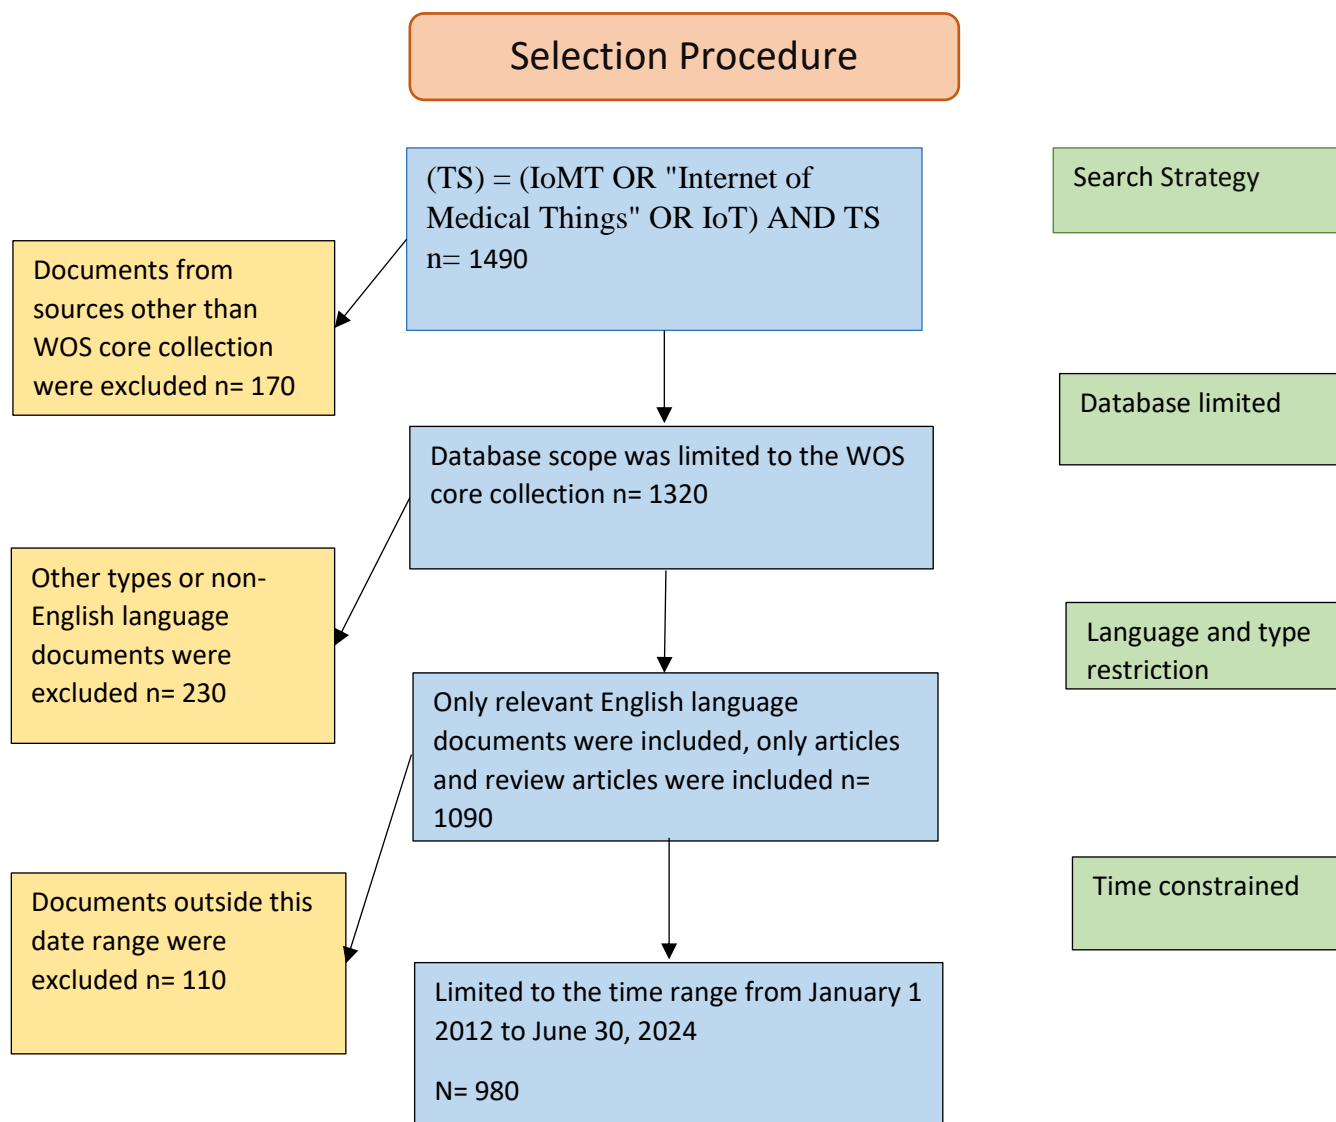 Selection Procedure
(TS) = (IoMT OR "Internet of
Medical Things" OR IoT) AND TS
n= 1490
Search Strategy
Documents from
sources other than
WOS core collection
were excluded n= 170
Database limited
Database scope was limited to the WOS
core collection n= 1320
Other types or non-
English language
documents were
excluded n= 230
Language and type
restriction
Only relevant English language
documents were included, only articles
and review articles were included n=
1090
Time constrained
Documents outside this
date range were
excluded n= 110
Limited to the time range from January 1
2012 to June 30, 2024
N= 980